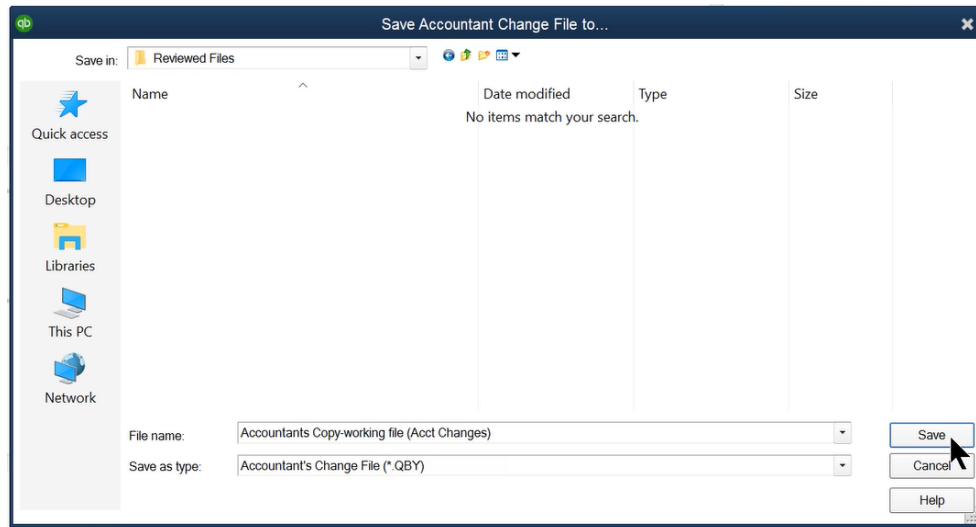 qb
Save Accountant Change File to...
Save in: Reviewed Files
Name Date modified Type Size
No items match your search.
Quick access
Desktop
Libraries
This PC
Network
File name: Accountants Copy-working file (Acct Changes) Save
Save as type: Accountant's Change File (*.QBY) Cancel
Help